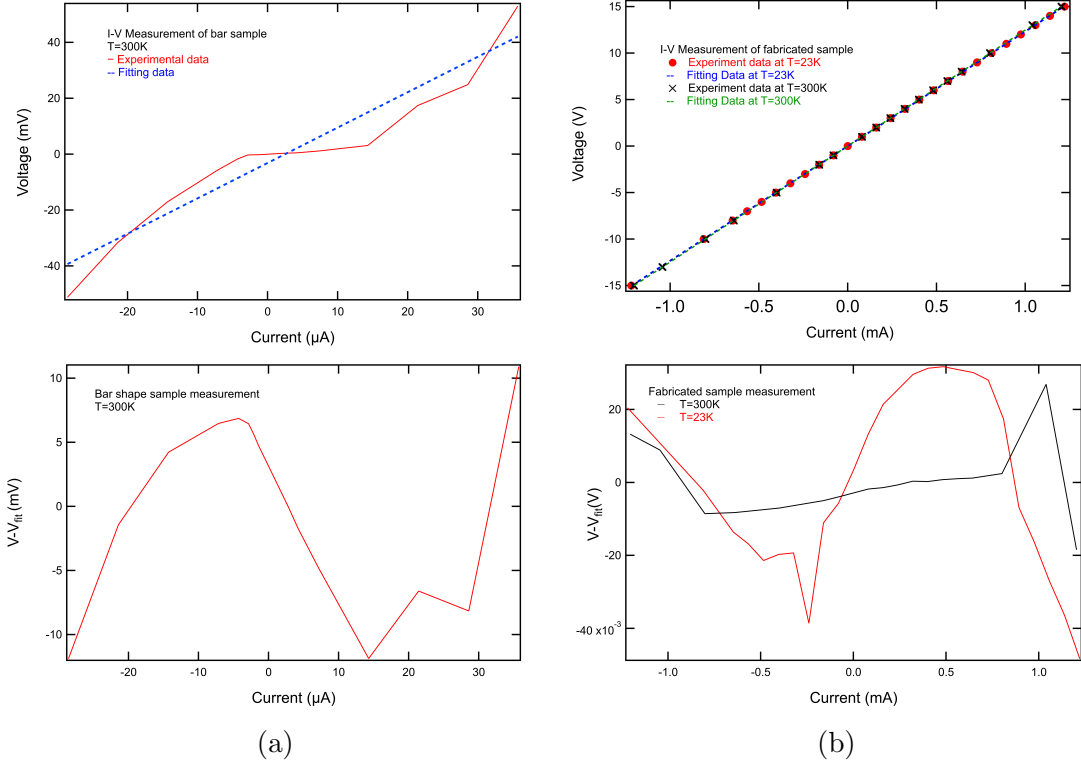 I-V Measurement of bar sample
T=300K
– Experimental data
-- Fitting data
Voltage (mV)
40
20
0
-20
-40
-20
-10
0
10
20
30
Current (µA)
I-V Measurement of fabricated sample
Experiment data at T=23K
-- Fitting Data at T=23K
× Experiment data at T=300K
-- Fitting Data at T=300K
Voltage (V)
15
10
5
0
-5
-10
-15
-1.0
-0.5
0.0
0.5
1.0
Current (mA)
Bar shape sample measurement
T=300K
V-Vfit (mV)
10
5
0
-5
-10
-20
-10
0
10
20
30
Current (µA)
Fabricated sample measurement
– T=300K
– T=23K
V-Vfit(V)
20
0
-20
-40 x10⁻³
-1.0
-0.5
0.0
0.5
1.0
Current (mA)
(a)
(b)